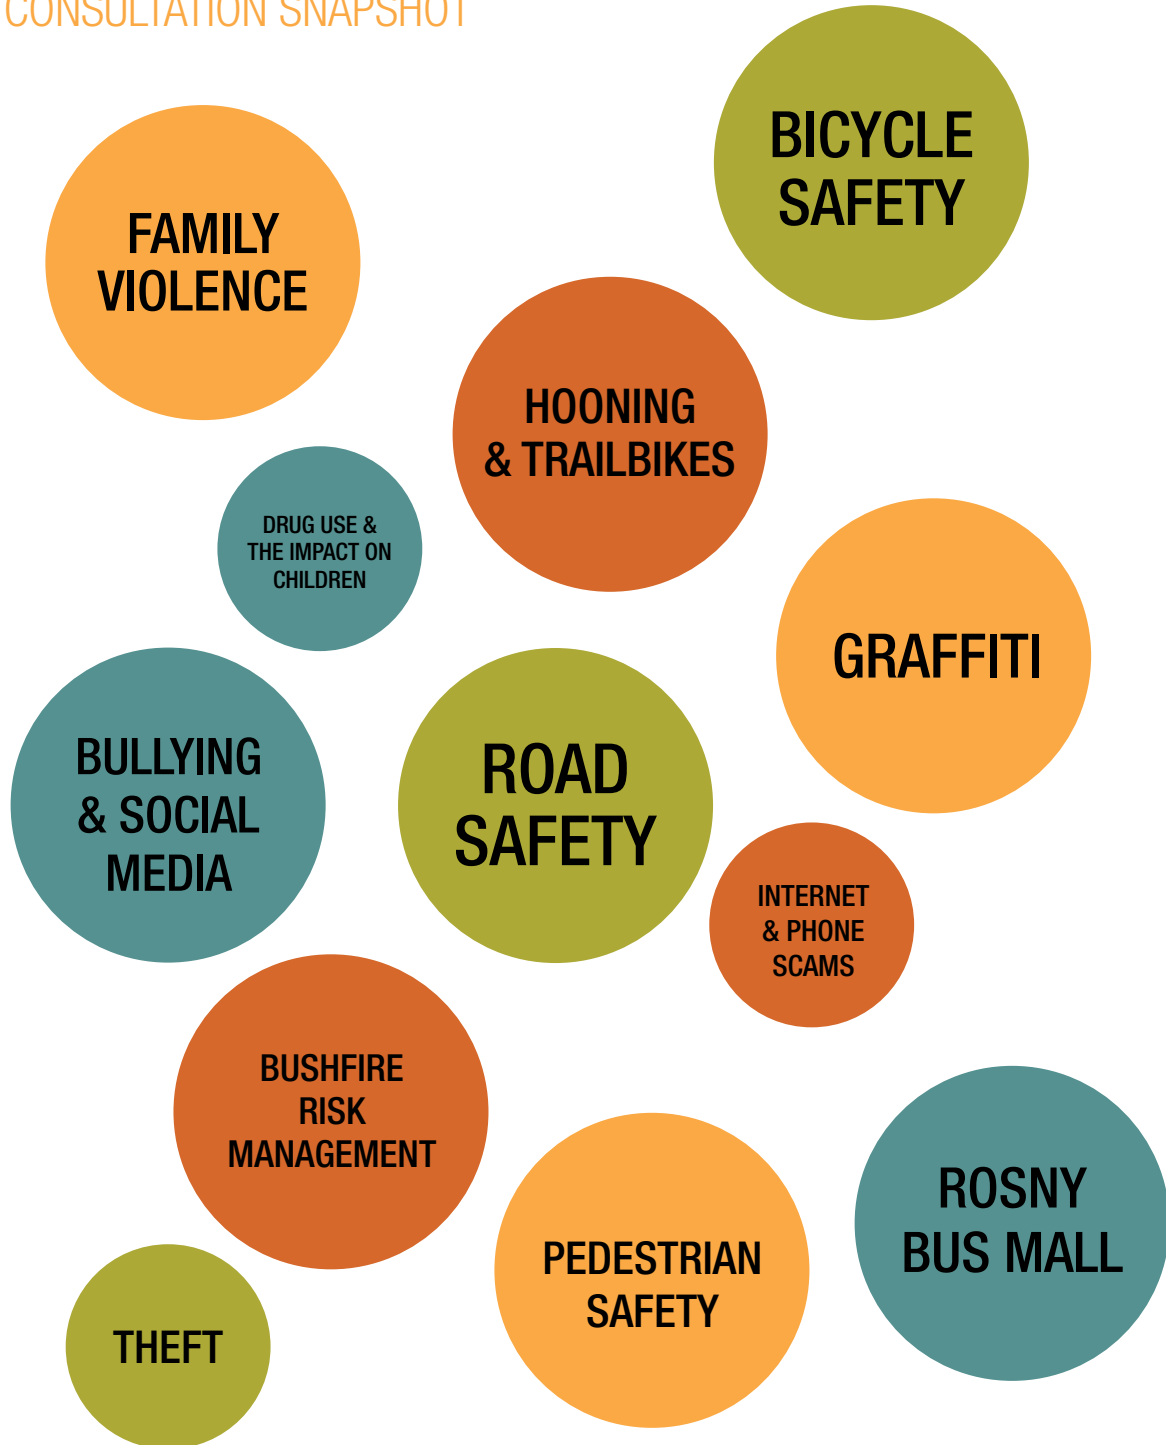 CONSULTATION SNAPSHOT
BICYCLE
SAFETY
FAMILY
VIOLENCE
HOONING
& TRAILBIKES
DRUG USE &
THE IMPACT ON
CHILDREN
GRAFFITI
BULLYING
& SOCIAL
MEDIA
ROAD
SAFETY
INTERNET
& PHONE
SCAMS
BUSHFIRE
RISK
MANAGEMENT
ROSNY
BUS MALL
PEDESTRIAN
SAFETY
THEFT